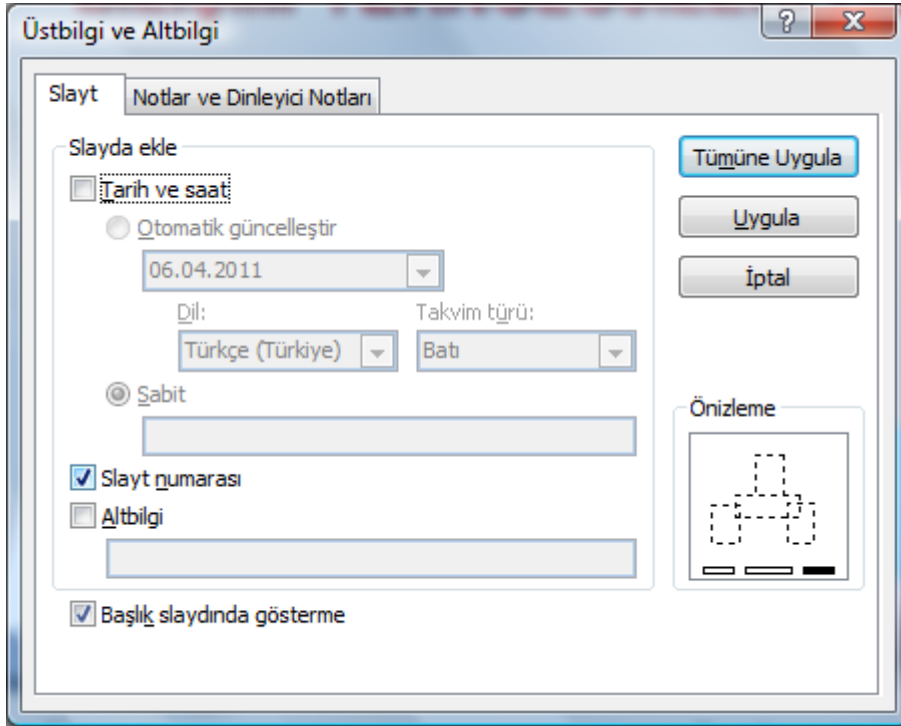 Üstbilgi ve Altbilgi
Slayt
Notlar ve Dinleyici Notları
Slayda ekle
Tarih ve saat
Otomatik güncelleştir
06.04.2011
Dil:
Takvim türü:
Türkçe (Türkiye)
Batı
Sabit
Slayt numarası
Altbilgi
Başlık slaydında gösterme
Tümüne Uygula
Uygula
İptal
Önizleme